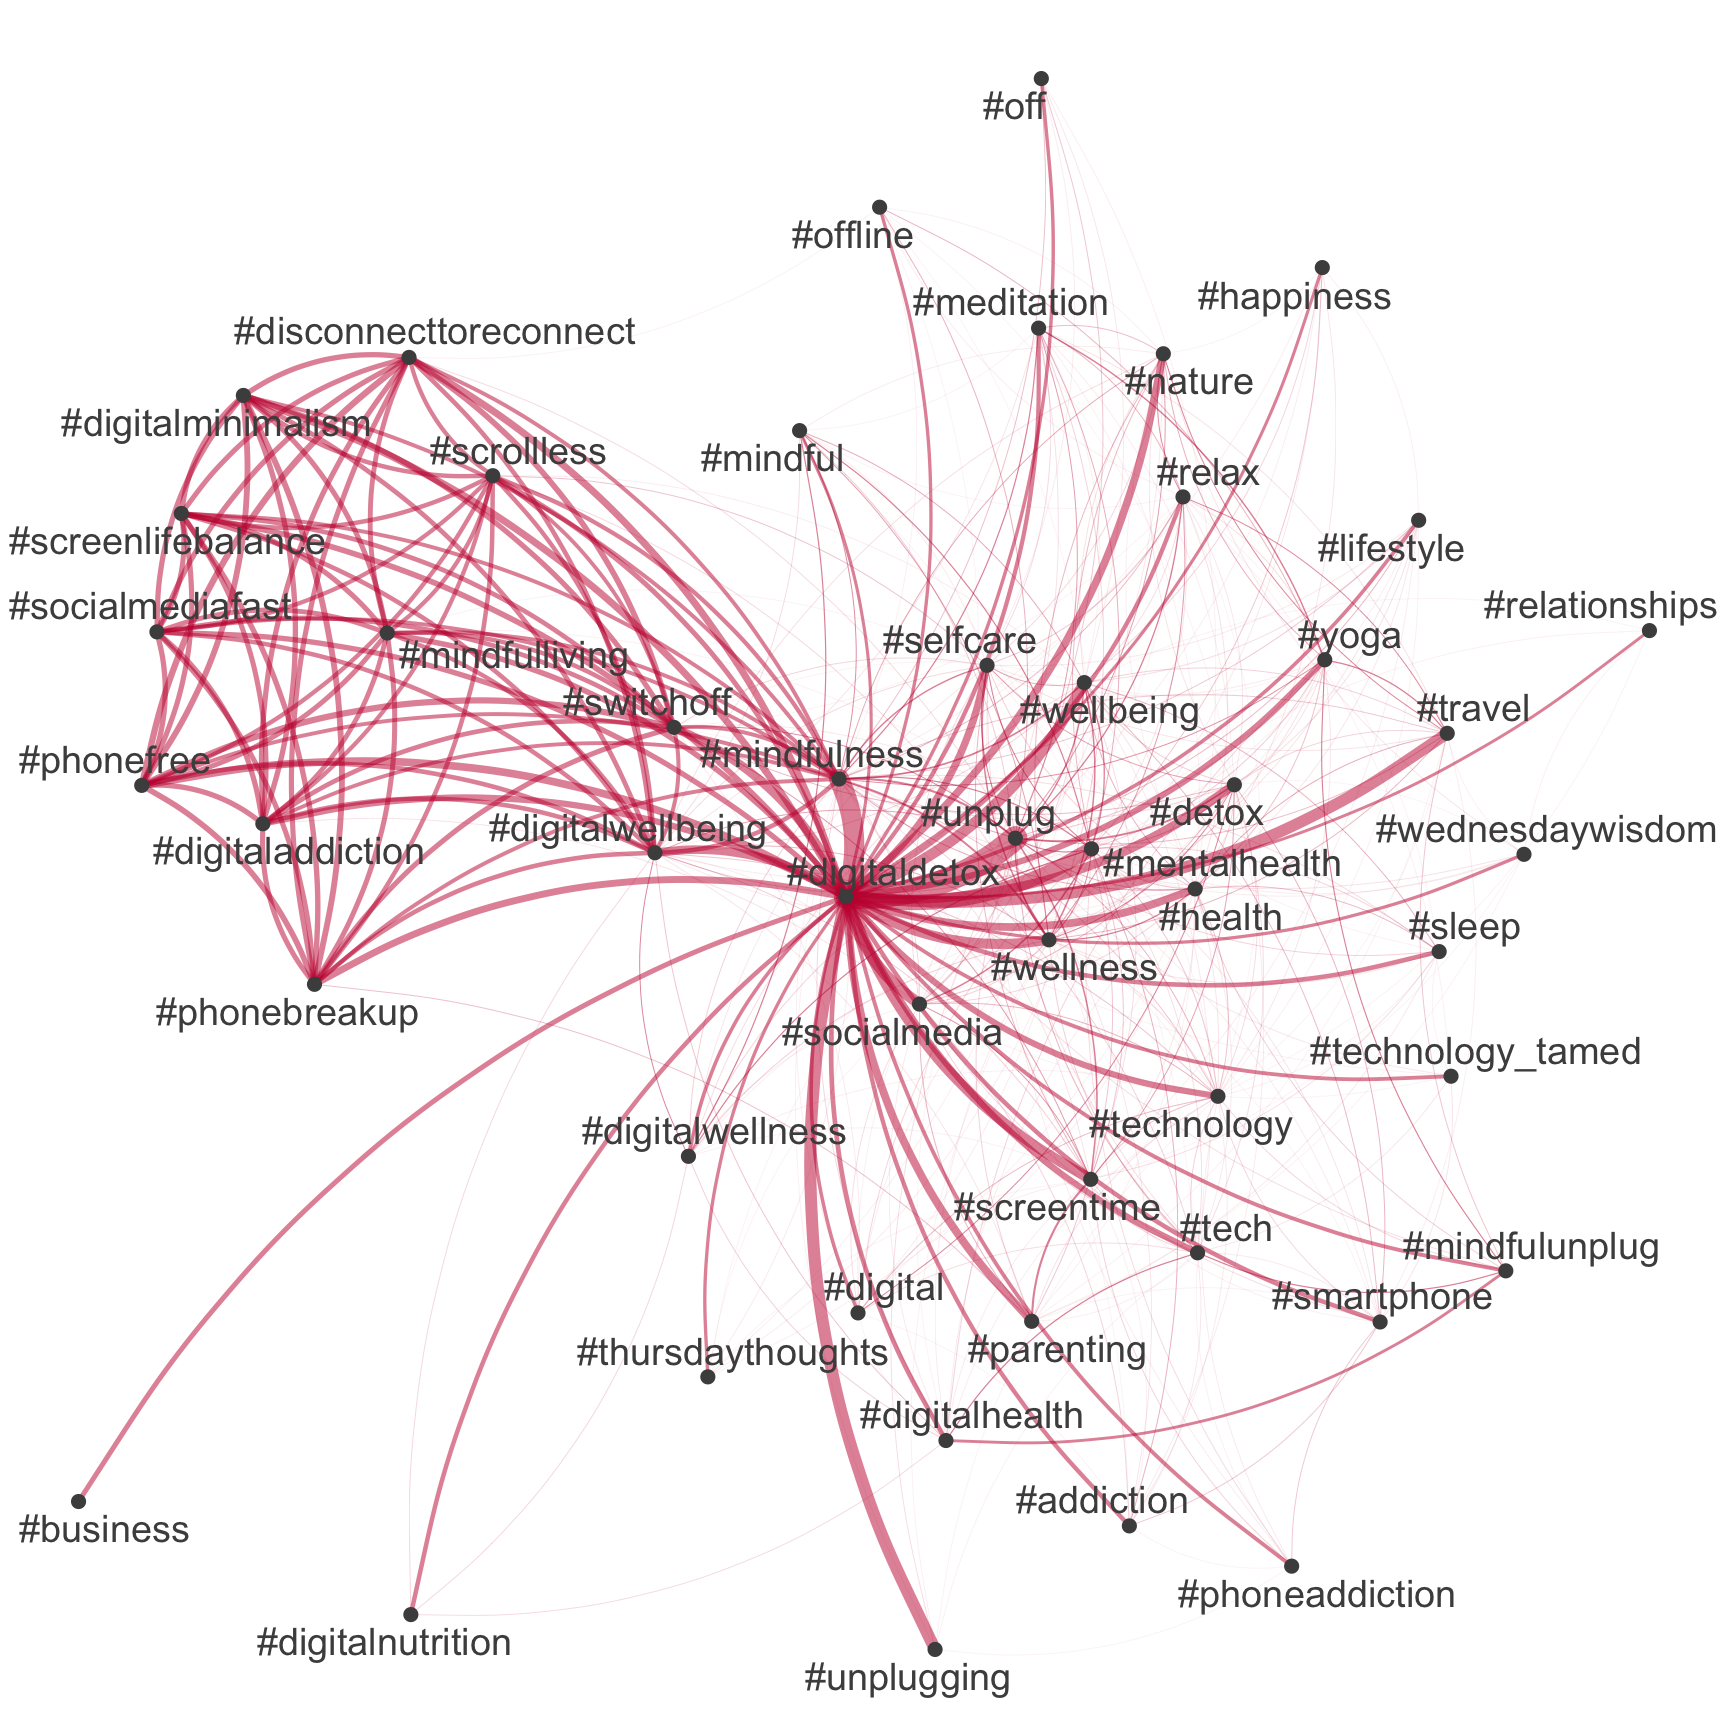 #off
#offline
#happiness
#meditation
#disconnecttoreconnect
#nature
#digitalminimalism
#scrollless
#mindful
#relax
#screenlifebalance
#lifestyle
#socialmediafast
#relationships
#selfcare
#yoga
#mindfulliving
#switchoff
#wellbeing
#travel
#mindfulness
#phonefree
#unplug
#detox
#digitalwellbeing
#wednesdaywisdom
#digitaladdiction
#mentalhealth
#digitaldetox
#health
#sleep
#wellness
#phonebreakup
#socialmedia
#technology_tamed
#technology
#digitalwellness
#screentime
#tech
#mindfulunplug
#digital
#smartphone
#thursdaythoughts
#parenting
#digitalhealth
#addiction
#business
#phoneaddiction
#digitalnutrition
#unplugging